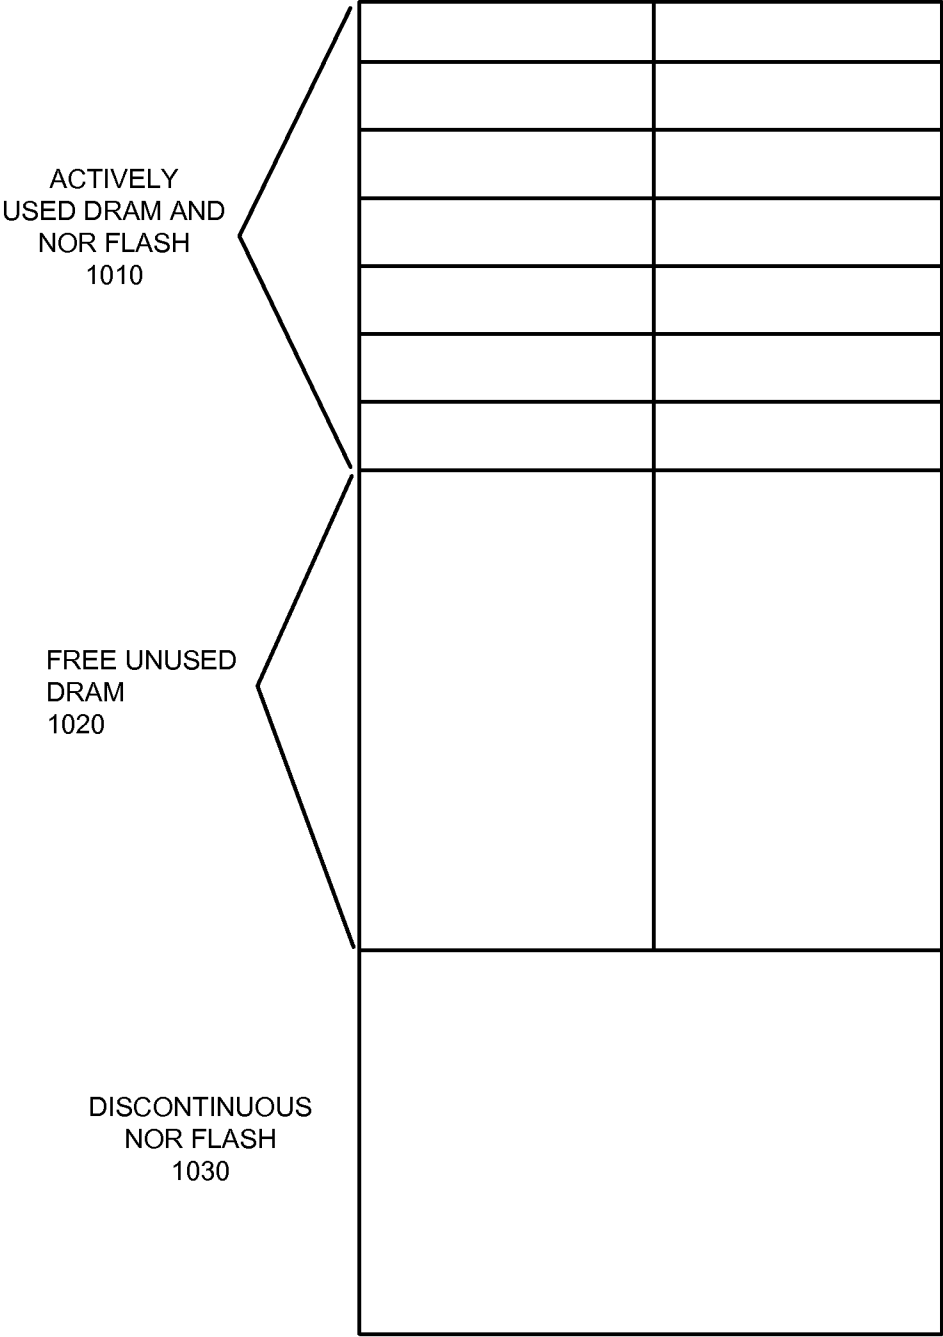 ACTIVELY
USED DRAM AND
NOR FLASH
1010
FREE UNUSED
DRAM
1020
DISCONTINUOUS
NOR FLASH
1030